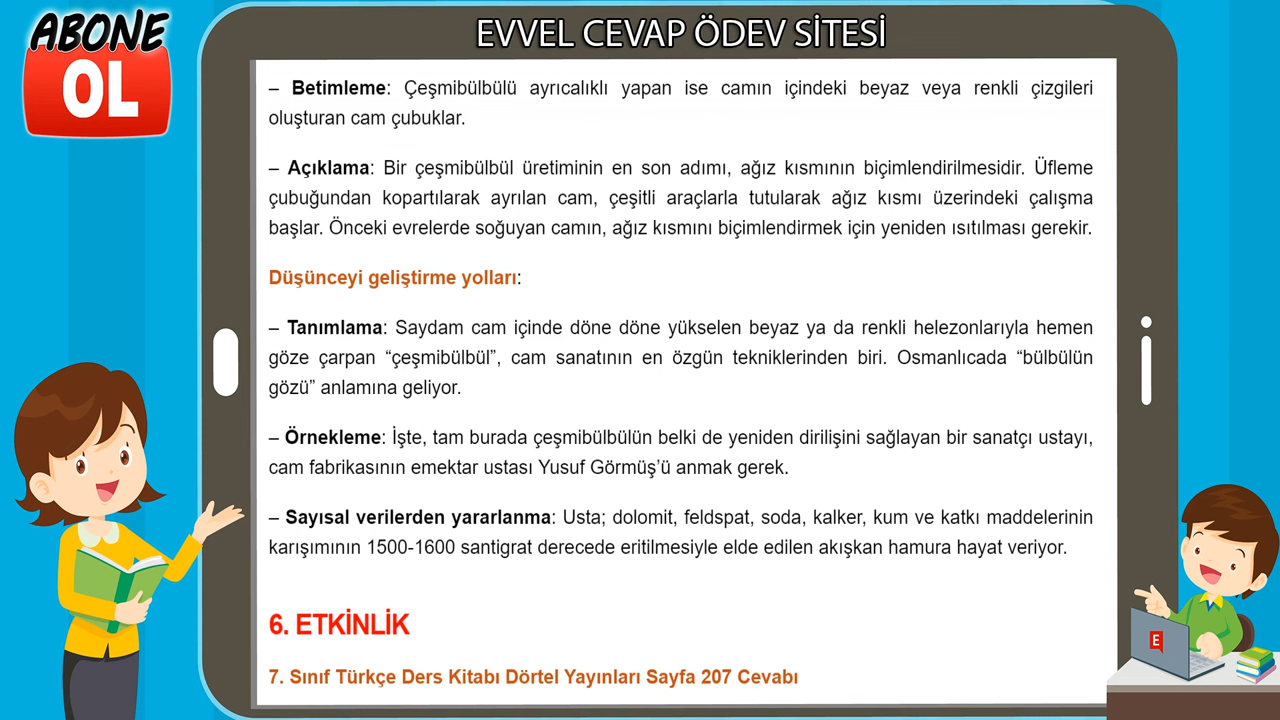 ABONE
OL
EVVEL CEVAP ÖDEV SİTESİ
– Betimleme: Çeşmibülbülü ayrıcalıklı yapan ise camın içindeki beyaz veya renkli çizgileri
oluşturan cam çubuklar.
– Açıklama: Bir çeşmibülbül üretiminin en son adımı, ağız kısmının biçimlendirilmesidir. Üfleme
çubuğundan kopartılarak ayrılan cam, çeşitli araçlarla tutularak ağız kısmı üzerindeki çalışma
başlar. Önceki evrelerde soğuyan camın, ağız kısmını biçimlendirmek için yeniden ısıtılması gerekir.
Düşünceyi geliştirme yolları:
– Tanımlama: Saydam cam içinde döne döne yükselen beyaz ya da renkli helezonlarıyla hemen
göze çarpan “çeşmibülbül”, cam sanatının en özgün tekniklerinden biri. Osmanlıcada “bülbülün
gözü” anlamına geliyor.
– Örnekleme: İşte, tam burada çeşmibülbülün belki de yeniden dirilişini sağlayan bir sanatçı ustayı,
cam fabrikasının emektar ustası Yusuf Görmüş’ü anmak gerek.
– Sayısal verilerden yararlanma: Usta; dolomit, feldspat, soda, kalker, kum ve katkı maddelerinin
karışımının 1500-1600 santigrat derecede eritilmesiyle elde edilen akışkan hamura hayat veriyor.
6. ETKİNLİK
7. Sınıf Türkçe Ders Kitabı Dörtel Yayınları Sayfa 207 Cevabı
E